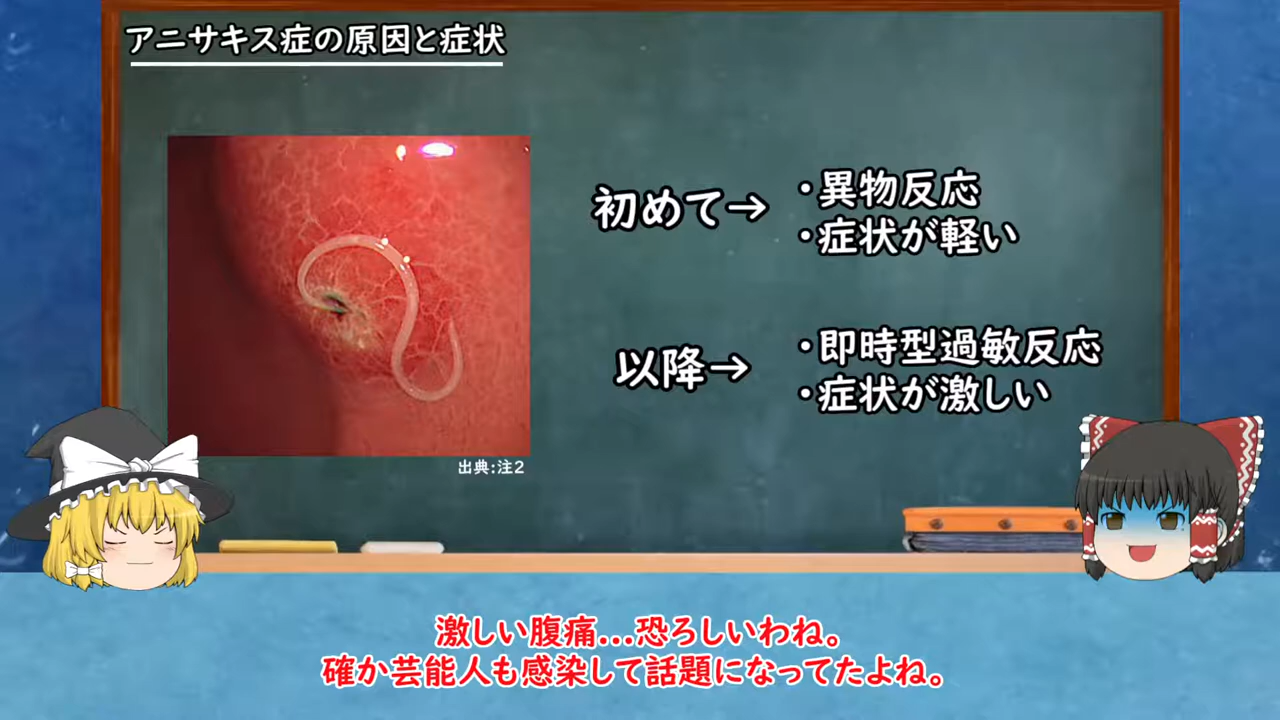 アニサキス症の原因と症状
初めて→
・異物反応
・症状が軽い
以降→
・即時型過敏反応
・症状が激しい
出典:注2
激しい腹痛…恐ろしいわね。
確か芸能人も感染して話題になってたよね。